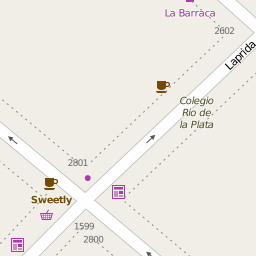 La Barràca
2602
Laprida
Colegio
Río de
la Plata
2801
Sweetly
1599
2800